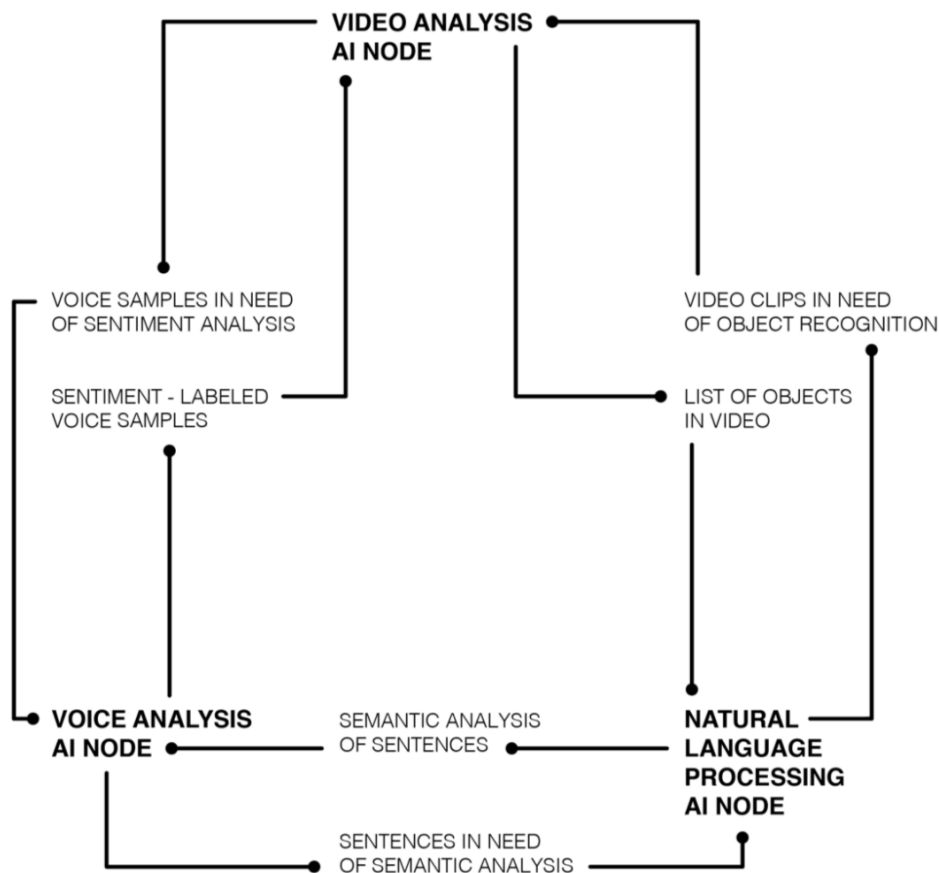 VIDEO ANALYSIS
AI NODE
VOICE SAMPLES IN NEED
OF SENTIMENT ANALYSIS
VIDEO CLIPS IN NEED
OF OBJECT RECOGNITION
SENTIMENT - LABELED
VOICE SAMPLES
LIST OF OBJECTS
IN VIDEO
VOICE ANALYSIS
AI NODE
SEMANTIC ANALYSIS
OF SENTENCES
NATURAL
LANGUAGE
PROCESSING
AI NODE
SENTENCES IN NEED
OF SEMANTIC ANALYSIS